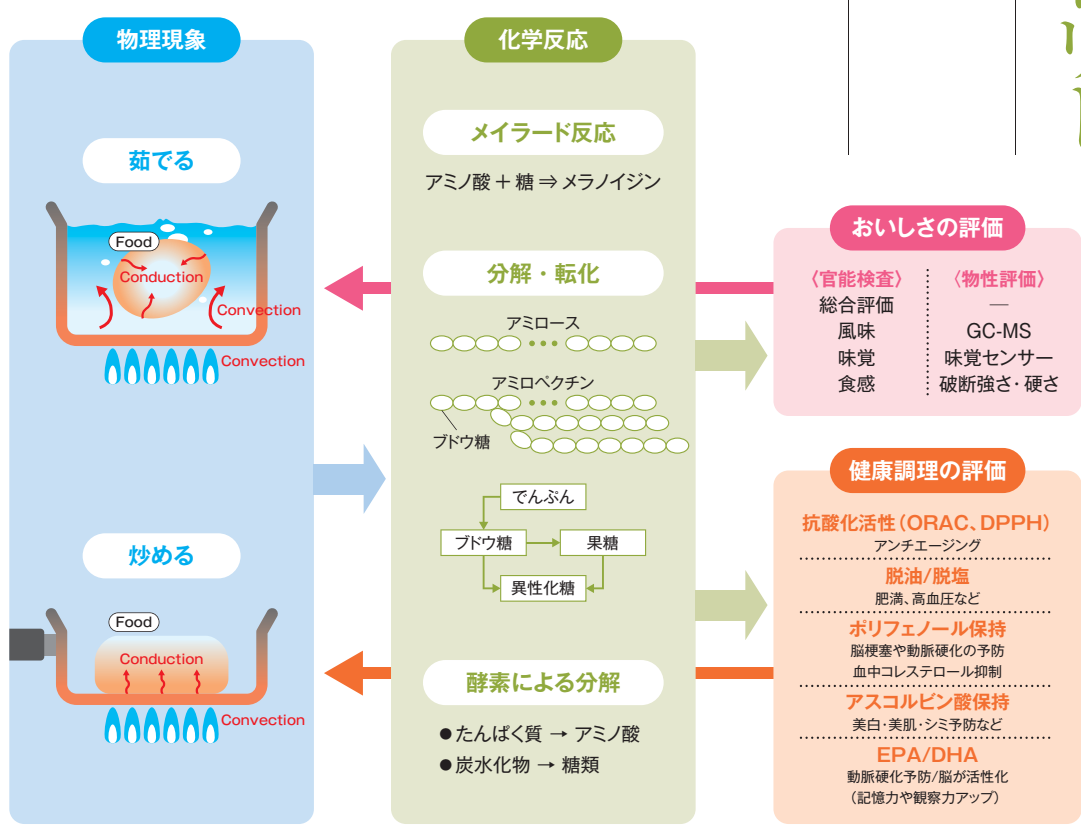 物理現象
茹でる
Food
Conduction
Convection
Convection
炒める
Food
Conduction
Convection
化学反応
メイラード反応
アミノ酸 + 糖 ⇒ メラノイジン
分解・転化
アミロース
アミロペクチン
ブドウ糖
でんぷん
ブドウ糖
果糖
異性化糖
酵素による分解
●たんぱく質 → アミノ酸
●炭水化物 → 糖類
おいしさの評価
〈官能検査〉 〈物性評価〉
総合評価 —
風味 GC-MS
味覚 味覚センサー
食感 破断強さ・硬さ
健康調理の評価
抗酸化活性(ORAC、DPPH)
アンチエージング
脱油/脱塩
肥満、高血圧など
ポリフェノール保持
脳梗塞や動脈硬化の予防
血中コレステロール抑制
アスコルビン酸保持
美白・美肌・シミ予防など
EPA/DHA
動脈硬化予防/脳が活性化
(記憶力や観察力アップ)